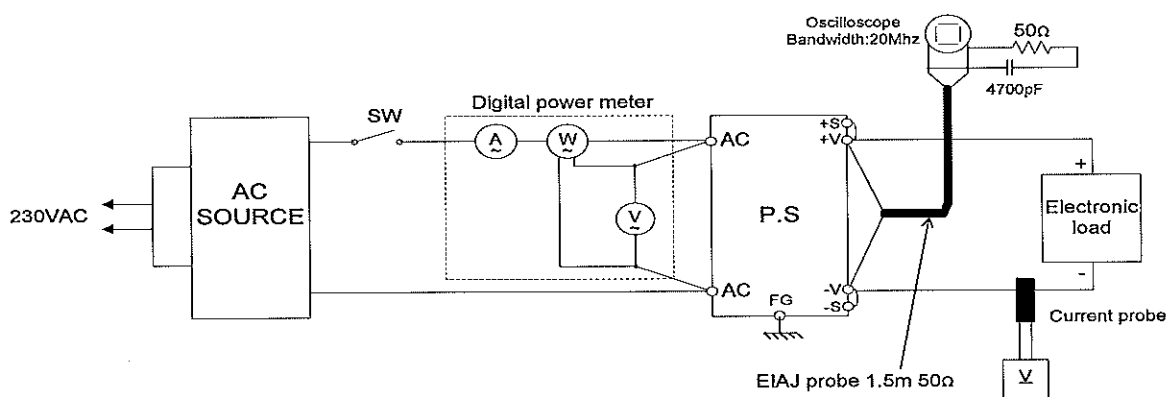 Oscilloscope
Bandwidth:20Mhz
50Ω
4700pF
Digital power meter
SW
A
~
W
~
V
~
AC
AC
+S
+V
-V
-S
P.S
FG
230VAC
AC
SOURCE
+
Electronic
load
-
Current probe
V
EIAJ probe 1.5m 50Ω